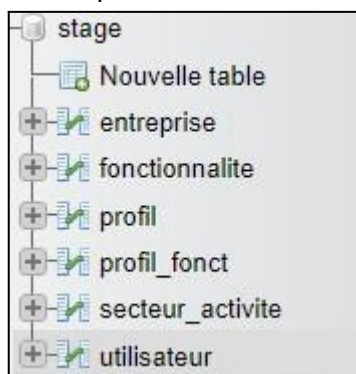 stage
Nouvelle table
entreprise
fonctionnalite
profil
profil_fonct
secteur_activite
utilisateur